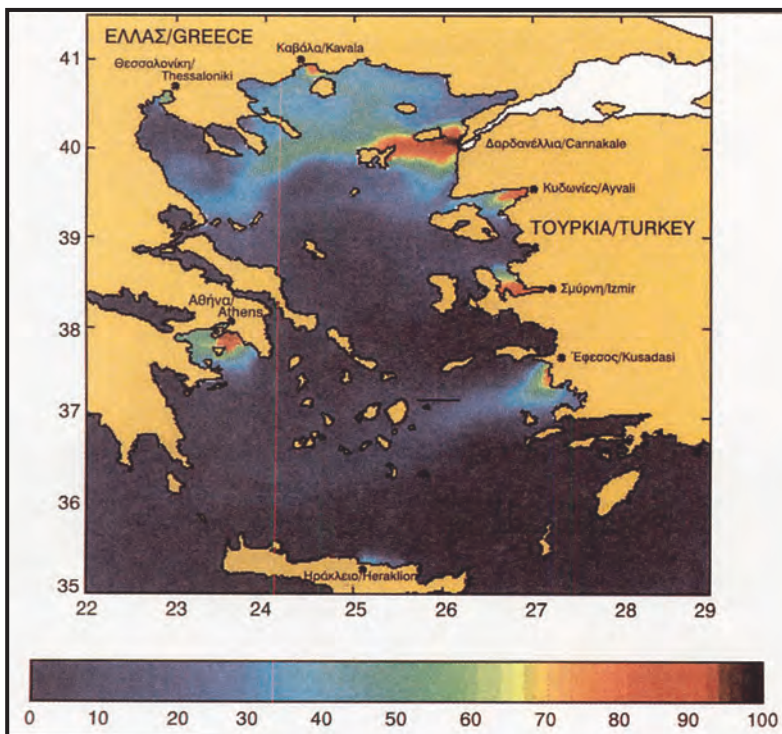 ΕΛΛΑΣ/GREECE
Καβάλα/Kavala
Θεσσαλονίκη/
Thessaloniki
Δαρδανέλλια/Cannakale
Κυδωνίες/Ayvali
ΤΟΥΡΚΙΑ/TURKEY
Σμύρνη/Izmir
Αθήνα/
Athens
Έφεσος/Kusadasi
Ηράκλειο/Heraklion
41
40
39
38
37
36
35
22 23 24 25 26 27 28 29
0 10 20 30 40 50 60 70 80 90 100